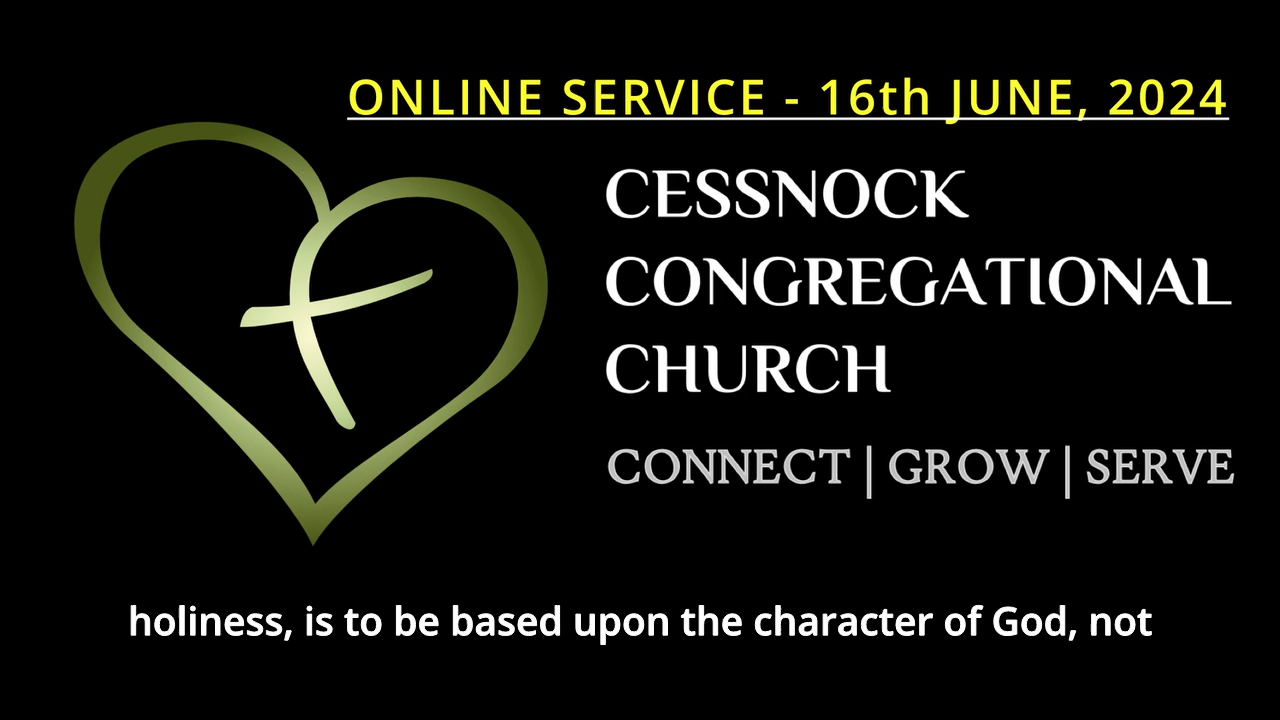 ONLINE SERVICE - 16th JUNE, 2024
CESSNOCK
CONGREGATIONAL
CHURCH
CONNECT | GROW | SERVE
holiness, is to be based upon the character of God, not